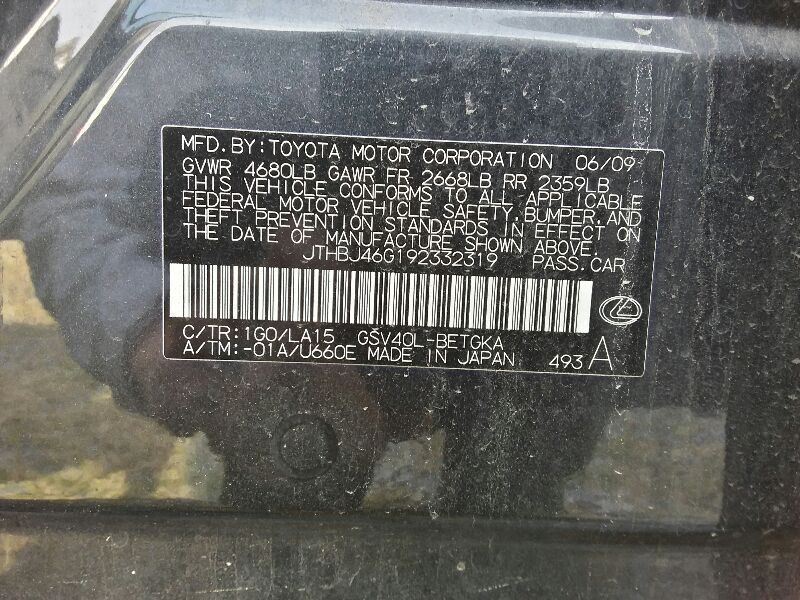 MFD. BY: TOYOTA MOTOR CORPORATION 06/09
GVWR 4680LB GAWR FR 2668LB RR 2359LB
THIS VEHICLE CONFORMS TO ALL APPLICABLE
FEDERAL MOTOR VEHICLE SAFETY, BUMPER, AND
THEFT PREVENTION STANDARDS IN EFFECT ON
THE DATE OF MANUFACTURE SHOWN ABOVE.
JTHBJ46G192332319 PASS. CAR
C/TR: 1G0/LA15 GSV40L-BETGKA
A/TM: -01A/U660E MADE IN JAPAN 493 A